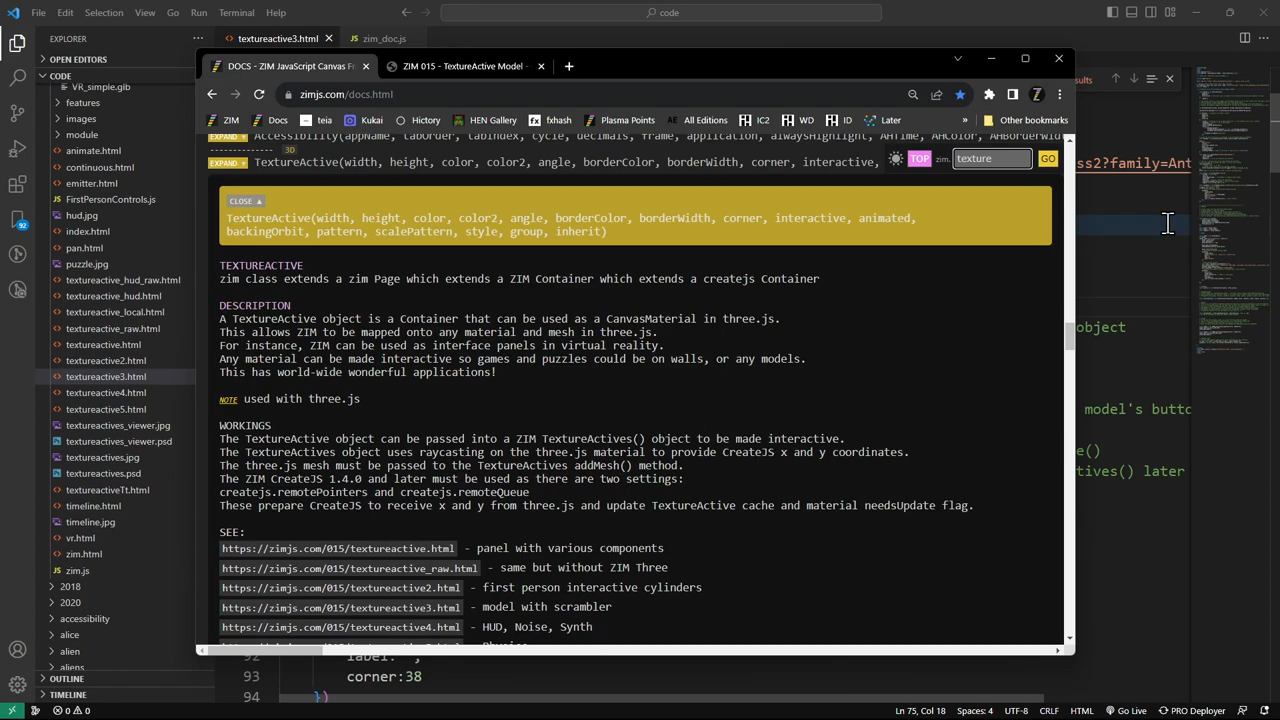 File Edit Selection View Go Run Terminal Help
code
EXPLORER
textureactive3.html
zim_doc.js
OPEN EDITORS
CODE
VR_simple.glb
features
images
module
animate.html
continuous.html
emitter.html
FirstPersonControls.js
hud.jpg
index.html
pan.html
puzzle.jpg
textureactive_hud_raw.html
textureactive_hud.html
textureactive_local.html
textureactive_raw.html
textureactive.html
textureactive2.html
textureactive3.html
textureactive4.html
textureactive5.html
textureactives_viewer.jpg
textureactives_viewer.psd
textureactives.jpg
textureactives.psd
textureactiveTt.html
timeline.html
timeline.jpg
vr.html
zim.html
zim.js
2018
2020
accessibility
alice
alien
aliens
OUTLINE
TIMELINE
92
DOCS - ZIM JavaScript Canvas Fr
ZIM 015 - TextureActive Model -
zimjs.com/docs.html
ZIM Docs teia Objkt Kukai Hicetnunc HEN GALLERY Fxhash Plasma Points All Editions IC2 WD ID Later » Other bookmarks
EXPAND
---------- 3D
EXPAND TextureActive(width, height, color, color2, angle, borderColor, borderWidth, corner, interactive,
TOP zim- texture GO
CLOSE ▲
TextureActive(width, height, color, color2, angle, borderColor, borderWidth, corner, interactive, animated,
backingOrbit, pattern, scalePattern, style, group, inherit)
TEXTUREACTIVE
zim class extends a zim Page which extends a zim Container which extends a createjs Container
DESCRIPTION
A TextureActive object is a Container that can be used as a CanvasMaterial in three.js.
This allows ZIM to be used onto any material / mesh in three.js.
For instance, ZIM can be used as interface panels in virtual reality.
Any material can be made interactive so games and puzzles could be on walls, or any models.
This has world-wide wonderful applications!
NOTE used with three.js
WORKINGS
The TextureActive object can be passed into a ZIM TextureActives() object to be made interactive.
The TextureActives object uses raycasting on the three.js material to provide CreateJS x and y coordinates.
The three.js mesh must be passed to the TextureActives addMesh() method.
The ZIM CreateJS 1.4.0 and later must be used as there are two settings:
createjs.remotePointers and createjs.remoteQueue
These prepare CreateJS to receive x and y from three.js and update TextureActive cache and material needsUpdate flag.
SEE:
https://zimjs.com/015/textureactive.html - panel with various components
https://zimjs.com/015/textureactive_raw.html - same but without ZIM Three
https://zimjs.com/015/textureactive2.html - first person interactive cylinders
https://zimjs.com/015/textureactive3.html - model with scrambler
https://zimjs.com/015/textureactive4.html - HUD, Noise, Synth
ss2?family=Ant
object
model's butto
e()
ctives() later
93 corner:38
94 })
0 0
Ln 75, Col 18 Spaces: 4 UTF-8 CRLF HTML Go Live PRO Deployer